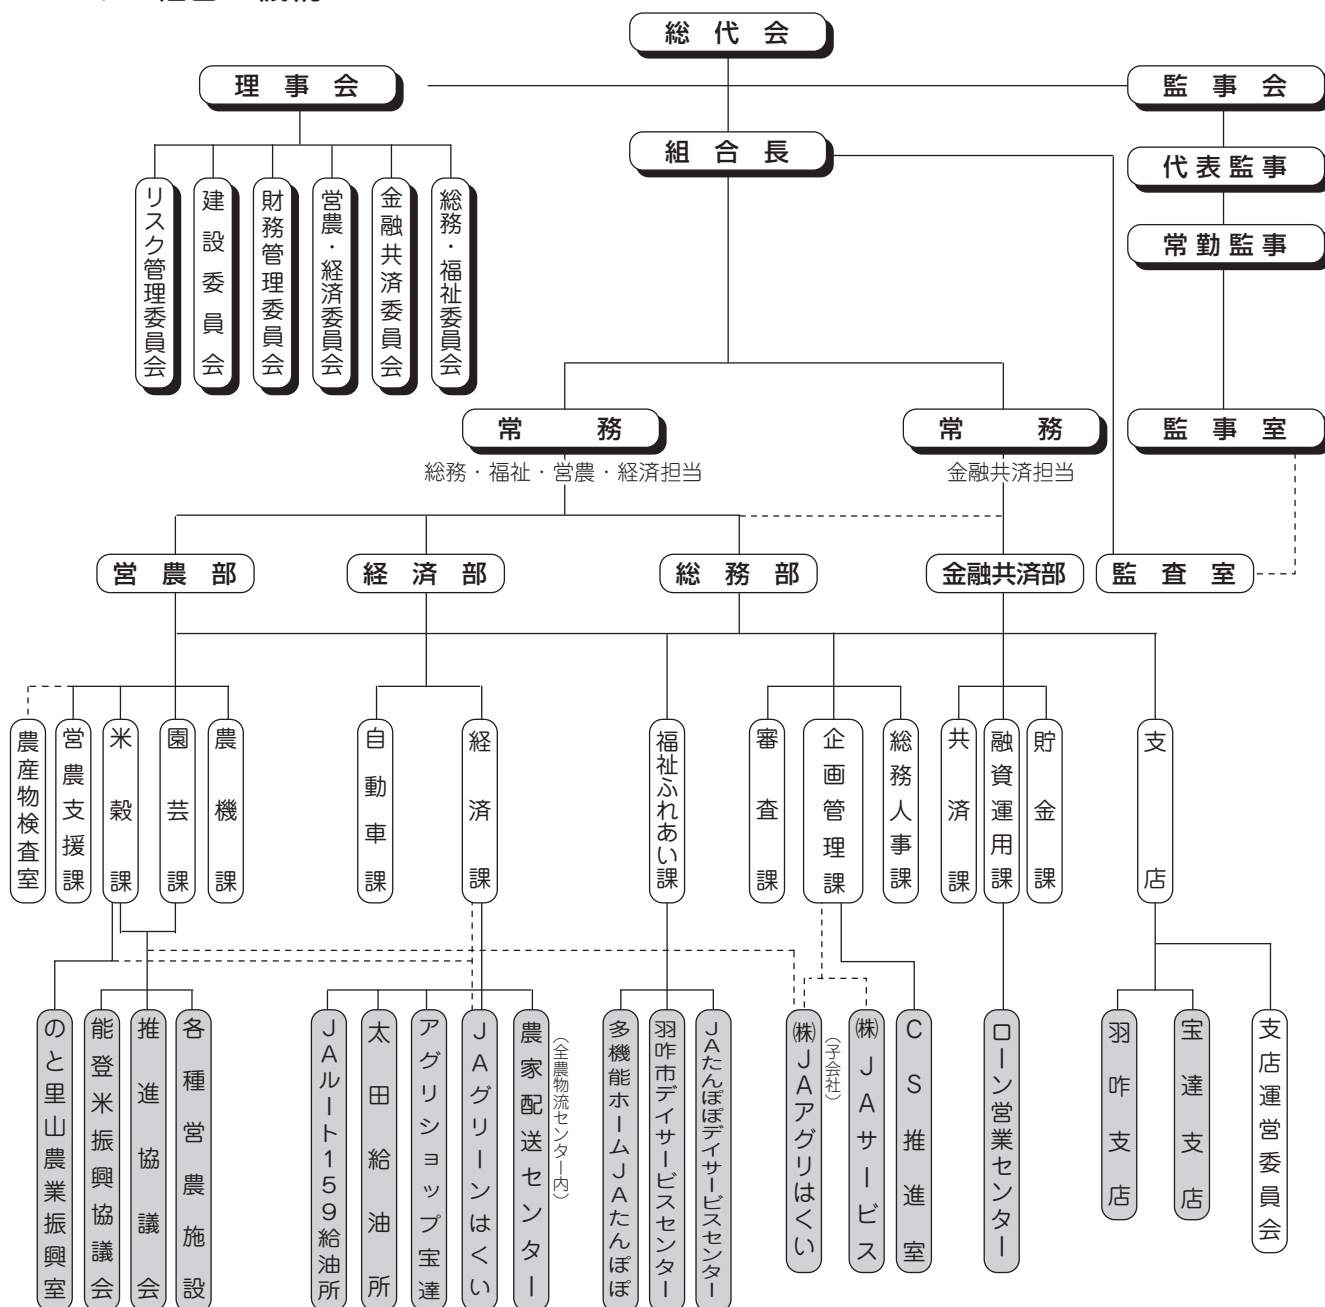 総代会
理事会
監事会
組合長
代表監事
常勤監事
リスク管理委員会
建設委員会
財務管理委員会
営農・経済委員会
金融共済委員会
総務・福祉委員会
常務
常務
監事室
総務・福祉・営農・経済担当
金融共済担当
営農部
経済部
総務部
金融共済部
監査室
農産物検査室
営農支援課
米穀課
園芸課
農機課
自動車課
経済課
福祉ふれあい課
審査課
企画管理課
総務人事課
共済課
融資運用課
貯金課
支店
のと里山農業振興室
能登米振興協議会
推進協議会
各種営農施設
JAルート159給油所
太田給油所
アグリショップ宝達
JAグリーンはくい
農家配送センター
(全農物流センター内)
多機能ホームJAたんぽぽ
羽咋市デイサービスセンター
JAたんぽぽデイサービスセンター
㈱JAアグリはくい
(子会社)
㈱JAサービス
CS推進室
ローン営業センター
羽咋支店
宝達支店
支店運営委員会